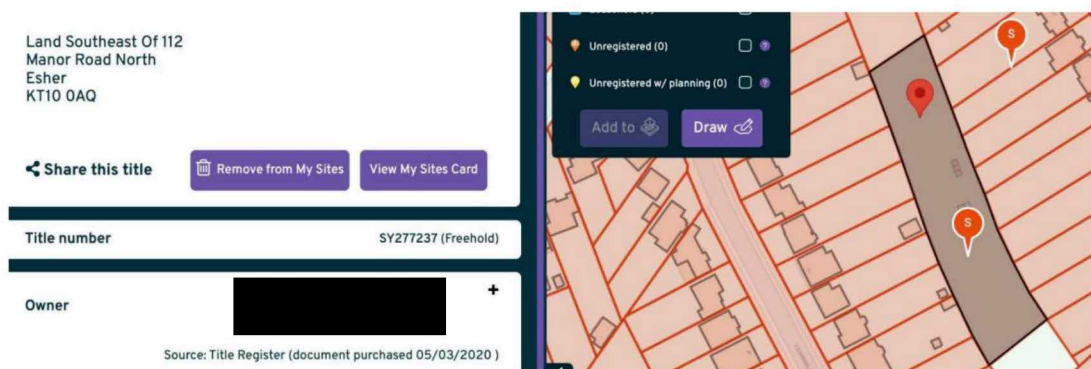 Land Southeast Of 112
Manor Road North
Esher
KT10 0AQ
Share this title
Remove from My Sites
View My Sites Card
Title number
SY277237 (Freehold)
Owner
+
Source: Title Register (document purchased 05/03/2020 )
Unregistered (0)
?
Unregistered w/ planning (0)
?
Add to
Draw
S
S